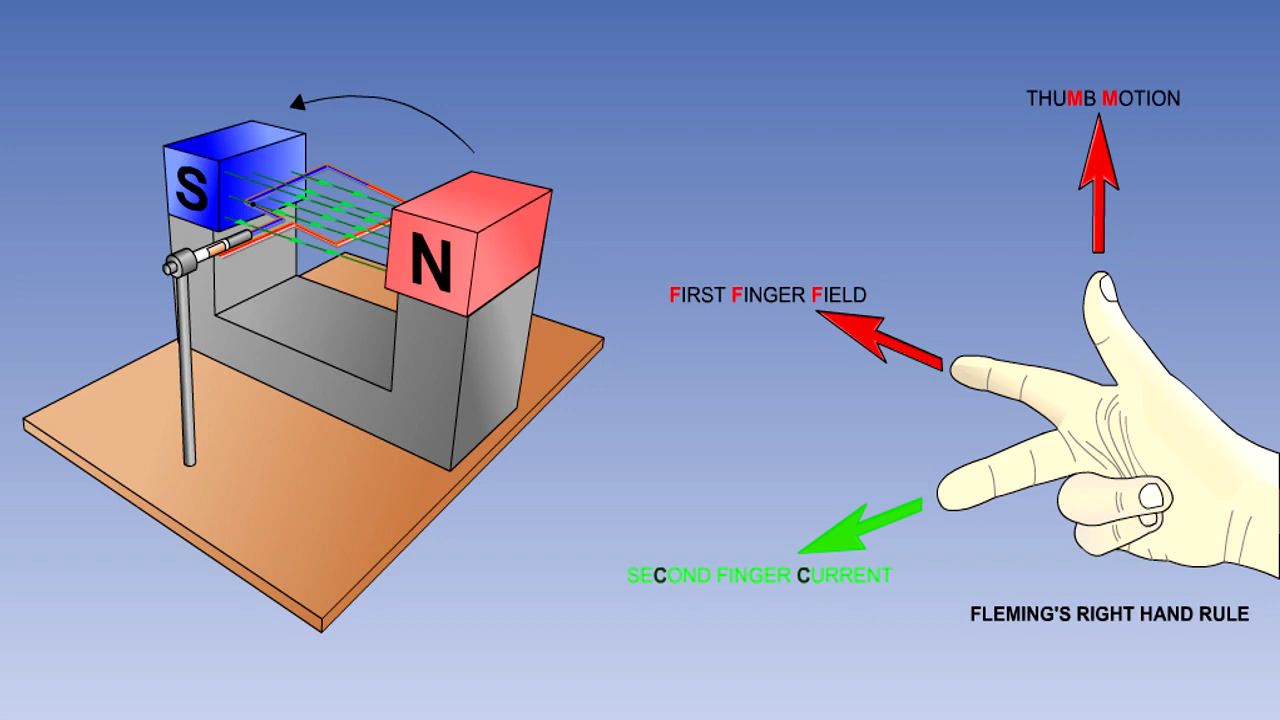 S
N
THUMB MOTION
FIRST FINGER FIELD
SECOND FINGER CURRENT
FLEMING'S RIGHT HAND RULE